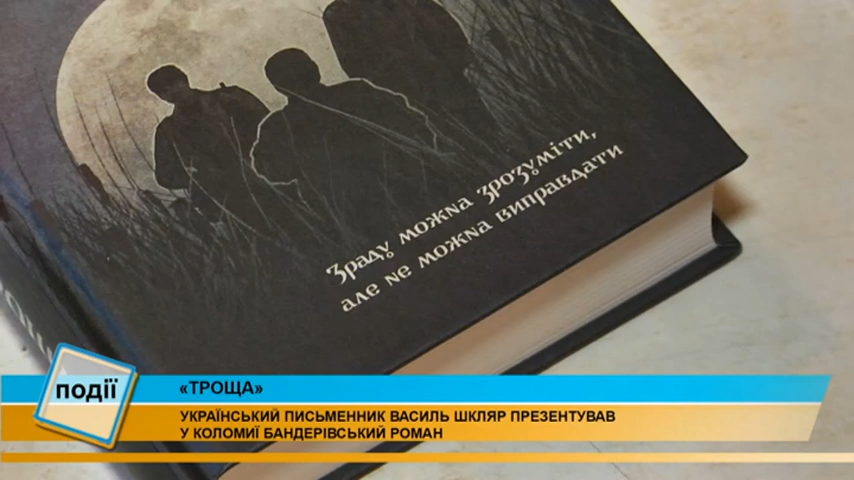 Зраду можна зрозуміти,
але не можна виправдати
події
«ТРОЩА»
УКРАЇНСЬКИЙ ПИСЬМЕННИК ВАСИЛЬ ШКЛЯР ПРЕЗЕНТУВАВ
У КОЛОМИЇ БАНДЕРІВСЬКИЙ РОМАН